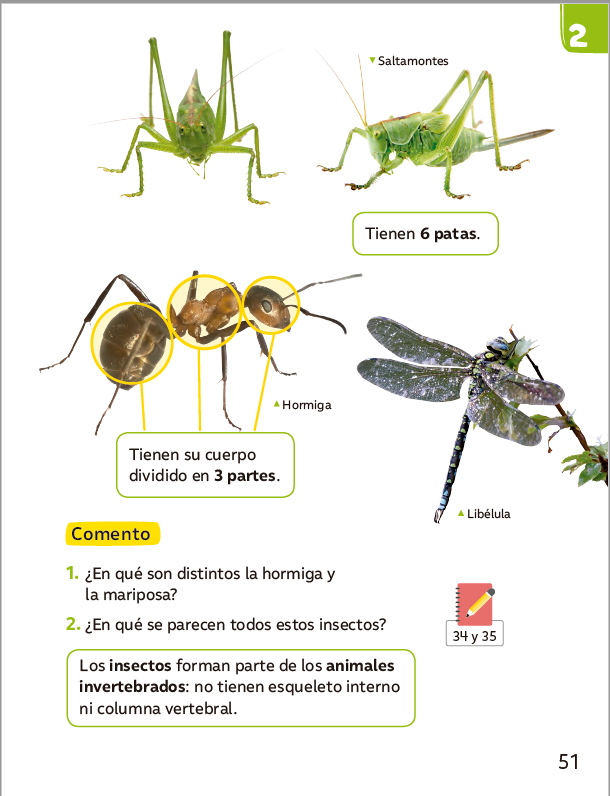 2
Saltamontes
Tienen 6 patas.
Hormiga
Tienen su cuerpo
dividido en 3 partes.
Libélula
Comento
1. ¿En qué son distintos la hormiga y
la mariposa?
2. ¿En qué se parecen todos estos insectos?
34 y 35
Los insectos forman parte de los animales
invertebrados: no tienen esqueleto interno
ni columna vertebral.
51